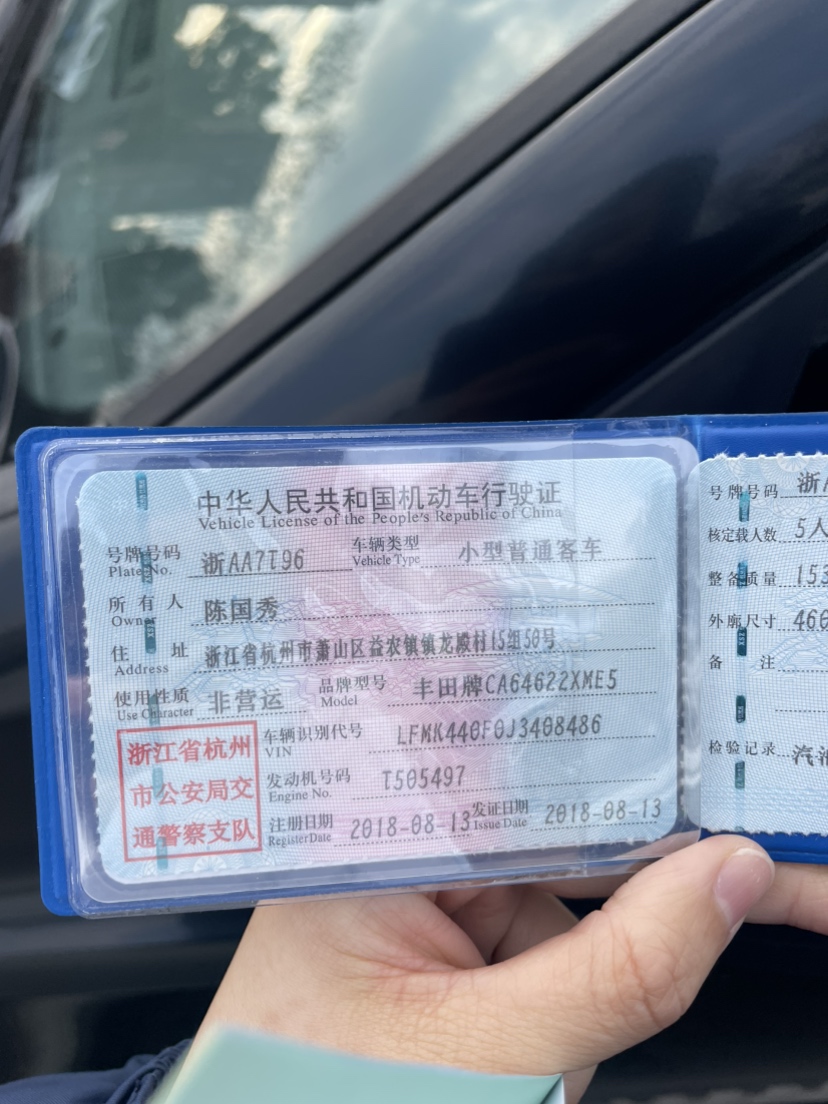 中华人民共和国机动车行驶证
Vehicle License of the People's Republic of China
号牌号码 浙AA7T96 车辆类型 小型普通客车
Plate No. Vehicle Type
所有人 陈国秀
Owner
住址 浙江省杭州市萧山区益农镇镇龙殿村15组50号
Address
使用性质 非营运 品牌型号 丰田牌CA64622XME5
Use Character Model
浙江省杭州
市公安局交
通警察支队
车辆识别代号 LFMK440F0J3408486
VIN
发动机号码 T505497
Engine No.
注册日期 2018-08-13 发证日期 2018-08-13
Register Date Issue Date
号牌号码 浙A
核定载人数 5人
整备质量 153
外廓尺寸 460
备注
检验记录 汽油